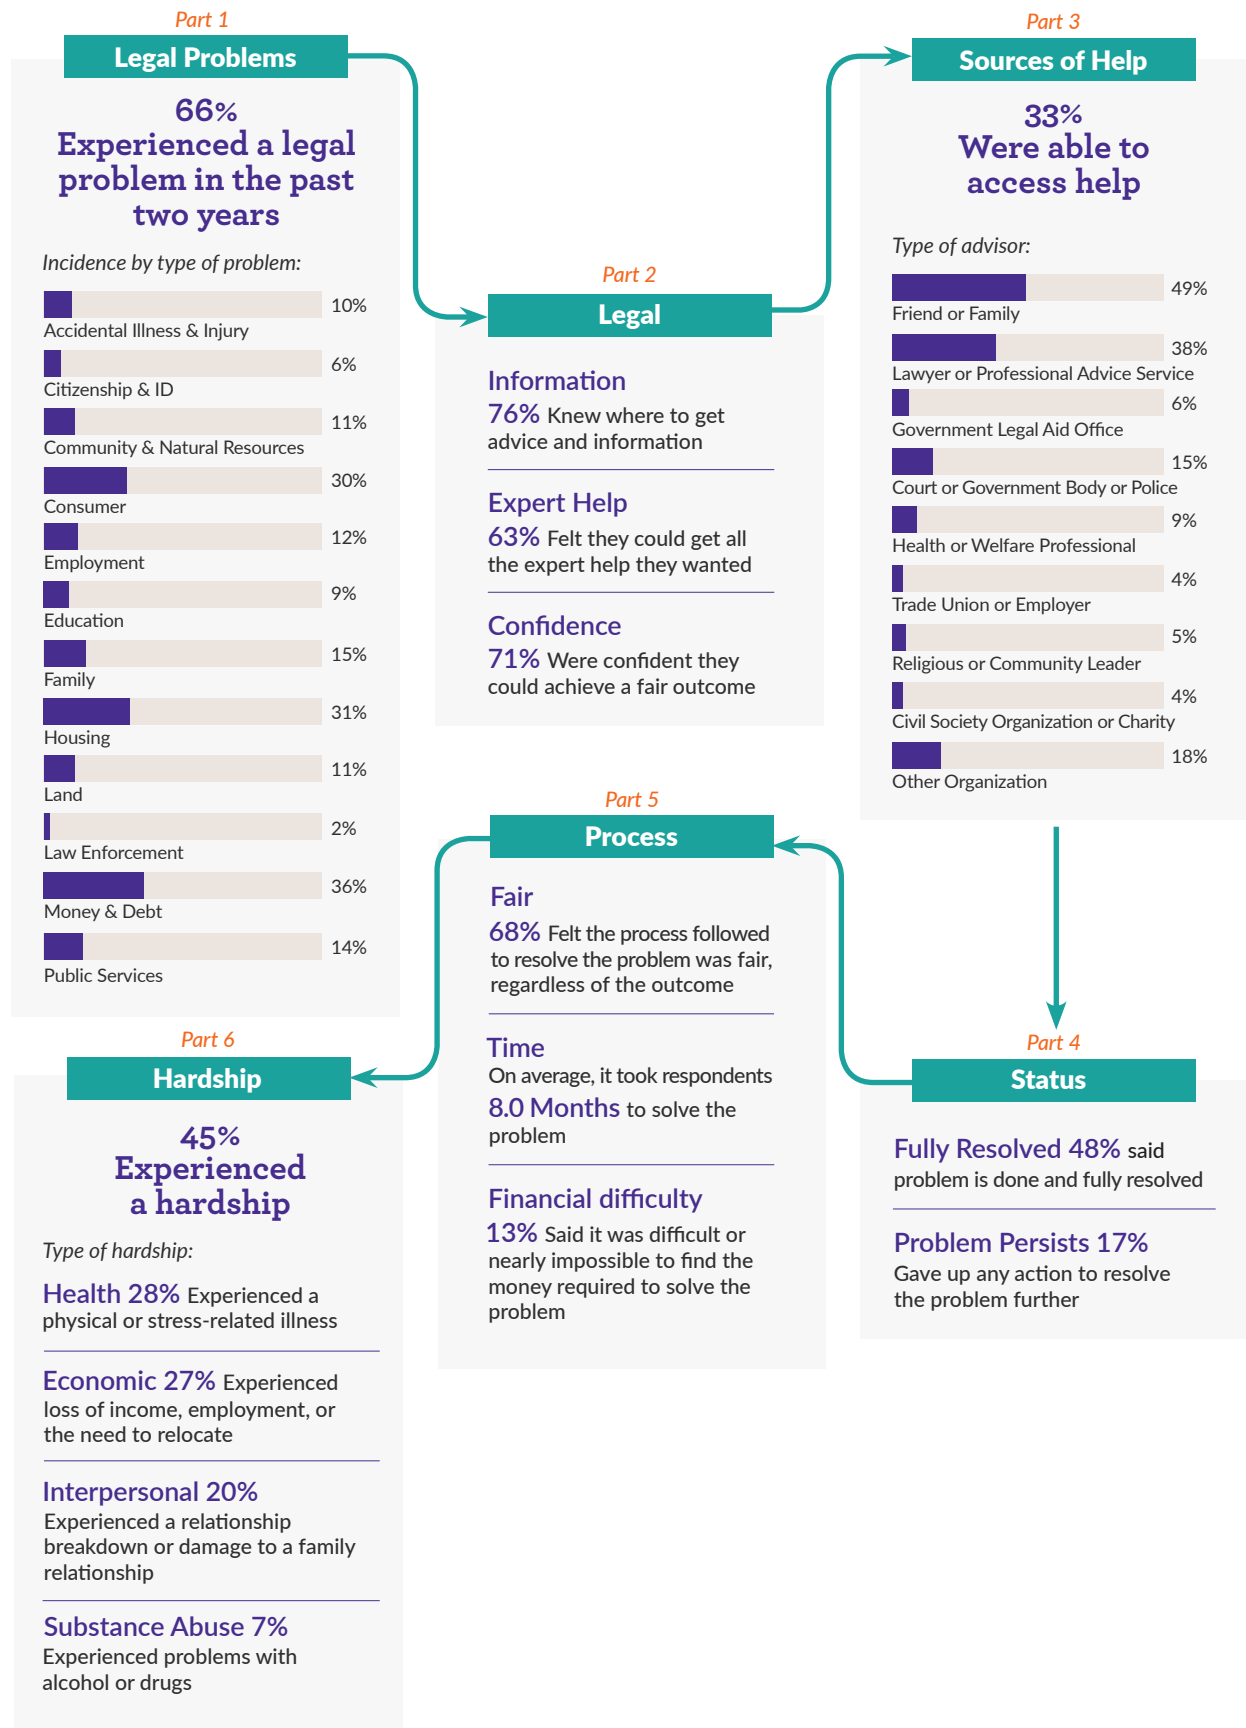 Part 1
Legal Problems
66%
Experienced a legal
problem in the past
two years
Incidence by type of problem:
10%
Accidental Illness & Injury
6%
Citizenship & ID
11%
Community & Natural Resources
30%
Consumer
12%
Employment
9%
Education
15%
Family
31%
Housing
11%
Land
2%
Law Enforcement
36%
Money & Debt
14%
Public Services
Part 2
Legal
Information
76% Knew where to get
advice and information
Expert Help
63% Felt they could get all
the expert help they wanted
Confidence
71% Were confident they
could achieve a fair outcome
Part 3
Sources of Help
33%
Were able to
access help
Type of advisor:
49%
Friend or Family
38%
Lawyer or Professional Advice Service
6%
Government Legal Aid Office
15%
Court or Government Body or Police
9%
Health or Welfare Professional
4%
Trade Union or Employer
5%
Religious or Community Leader
4%
Civil Society Organization or Charity
18%
Other Organization
Part 4
Status
Fully Resolved 48% said
problem is done and fully resolved
Problem Persists 17%
Gave up any action to resolve
the problem further
Part 5
Process
Fair
68% Felt the process followed
to resolve the problem was fair,
regardless of the outcome
Time
On average, it took respondents
8.0 Months to solve the
problem
Financial difficulty
13% Said it was difficult or
nearly impossible to find the
money required to solve the
problem
Part 6
Hardship
45%
Experienced
a hardship
Type of hardship:
Health 28% Experienced a
physical or stress-related illness
Economic 27% Experienced
loss of income, employment, or
the need to relocate
Interpersonal 20%
Experienced a relationship
breakdown or damage to a family
relationship
Substance Abuse 7%
Experienced problems with
alcohol or drugs